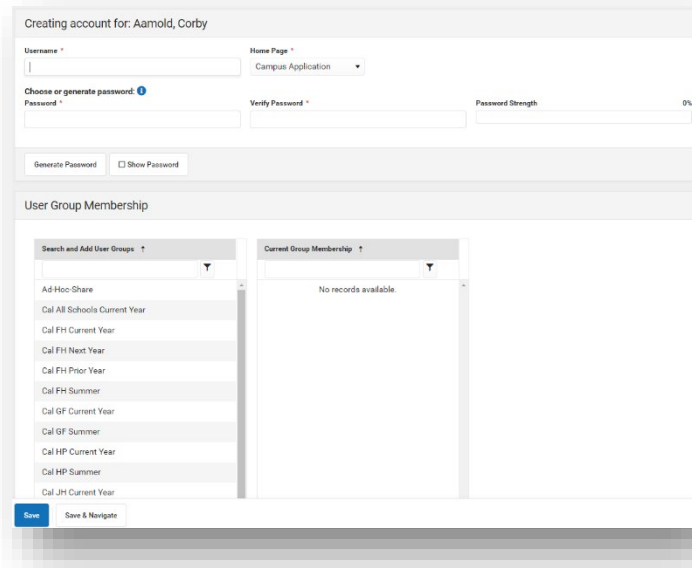 Creating account for: Aamold, Corby
Username * Home Page *
Campus Application
Choose or generate password:
Password * Verify Password * Password Strength 0%
Generate Password Show Password
User Group Membership
Search and Add User Groups ↑ Current Group Membership ↑
Ad-Hoc-Share No records available.
Cal All Schools Current Year
Cal FH Current Year
Cal FH Next Year
Cal FH Prior Year
Cal FH Summer
Cal GF Current Year
Cal GF Summer
Cal HP Current Year
Cal HP Summer
Cal JH Current Year
Save Save & Navigate